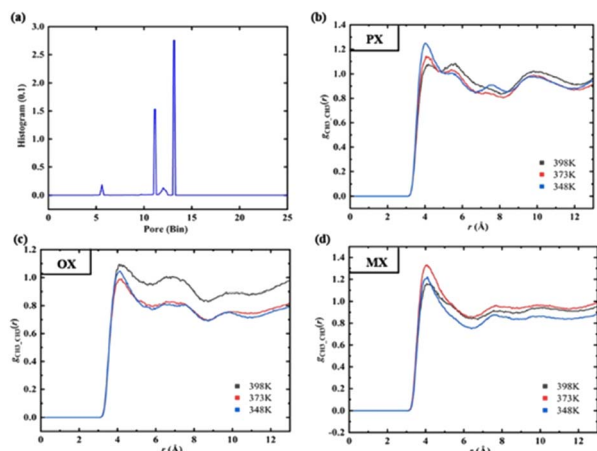 (a)
3.0
2.5
2.0
1.5
1.0
0.5
0.0
Histogram (0.1)
0 5 10 15 20 25
Pore (Bin)
(b)
PX
1.4
1.2
1.0
0.8
0.6
0.4
0.2
0.0
gCH3_CH3(r)
398K
373K
348K
0 2 4 6 8 10 12
r (Å)
(c)
OX
1.2
1.0
0.8
0.6
0.4
0.2
0.0
gCH3_CH3(r)
398K
373K
348K
0 2 4 6 8 10 12
r (Å)
(d)
MX
1.6
1.4
1.2
1.0
0.8
0.6
0.4
0.2
0.0
-0.2
gCH3_CH3(r)
398K
373K
348K
0 2 4 6 8 10 12